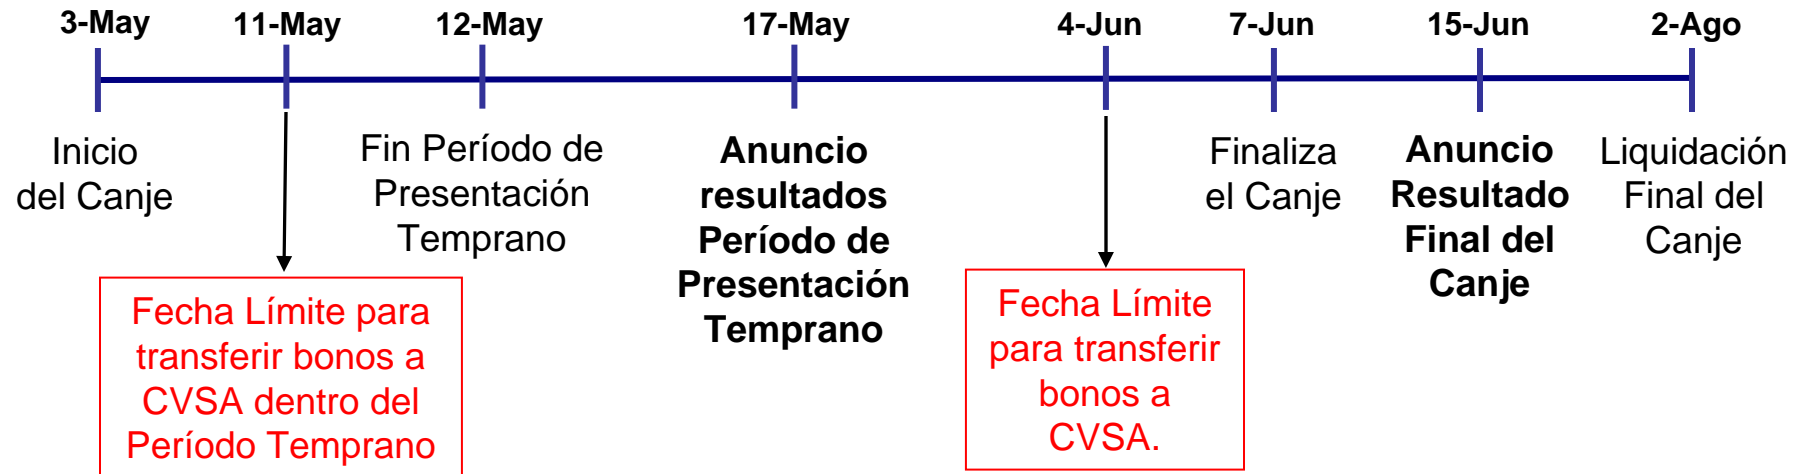 3-May
11-May
12-May
17-May
4-Jun
7-Jun
15-Jun
2-Ago
Inicio
del Canje
Fin Período de
Presentación
Temprano
Anuncio
resultados
Período de
Presentación
Temprano
Finaliza
el Canje
Anuncio
Resultado
Final del
Canje
Liquidación
Final del
Canje
Fecha Límite para
transferir bonos a
CVSA dentro del
Período Temprano
Fecha Límite
para transferir
bonos a
CVSA.